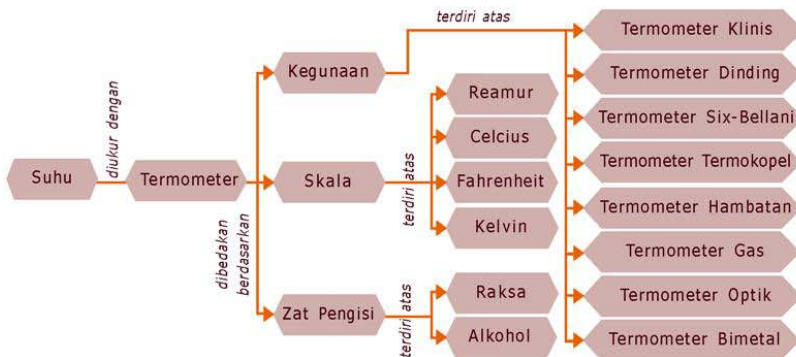 Suhu
diukur dengan
Termometer
dibedakan
berdasarkan
Kegunaan
terdiri atas
Termometer Klinis
Termometer Dinding
Termometer Six-Bellani
Termometer Termokopel
Termometer Hambatan
Termometer Gas
Termometer Optik
Termometer Bimetal
Skala
terdiri atas
Reamur
Celcius
Fahrenheit
Kelvin
Zat Pengisi
terdiri atas
Raksa
Alkohol